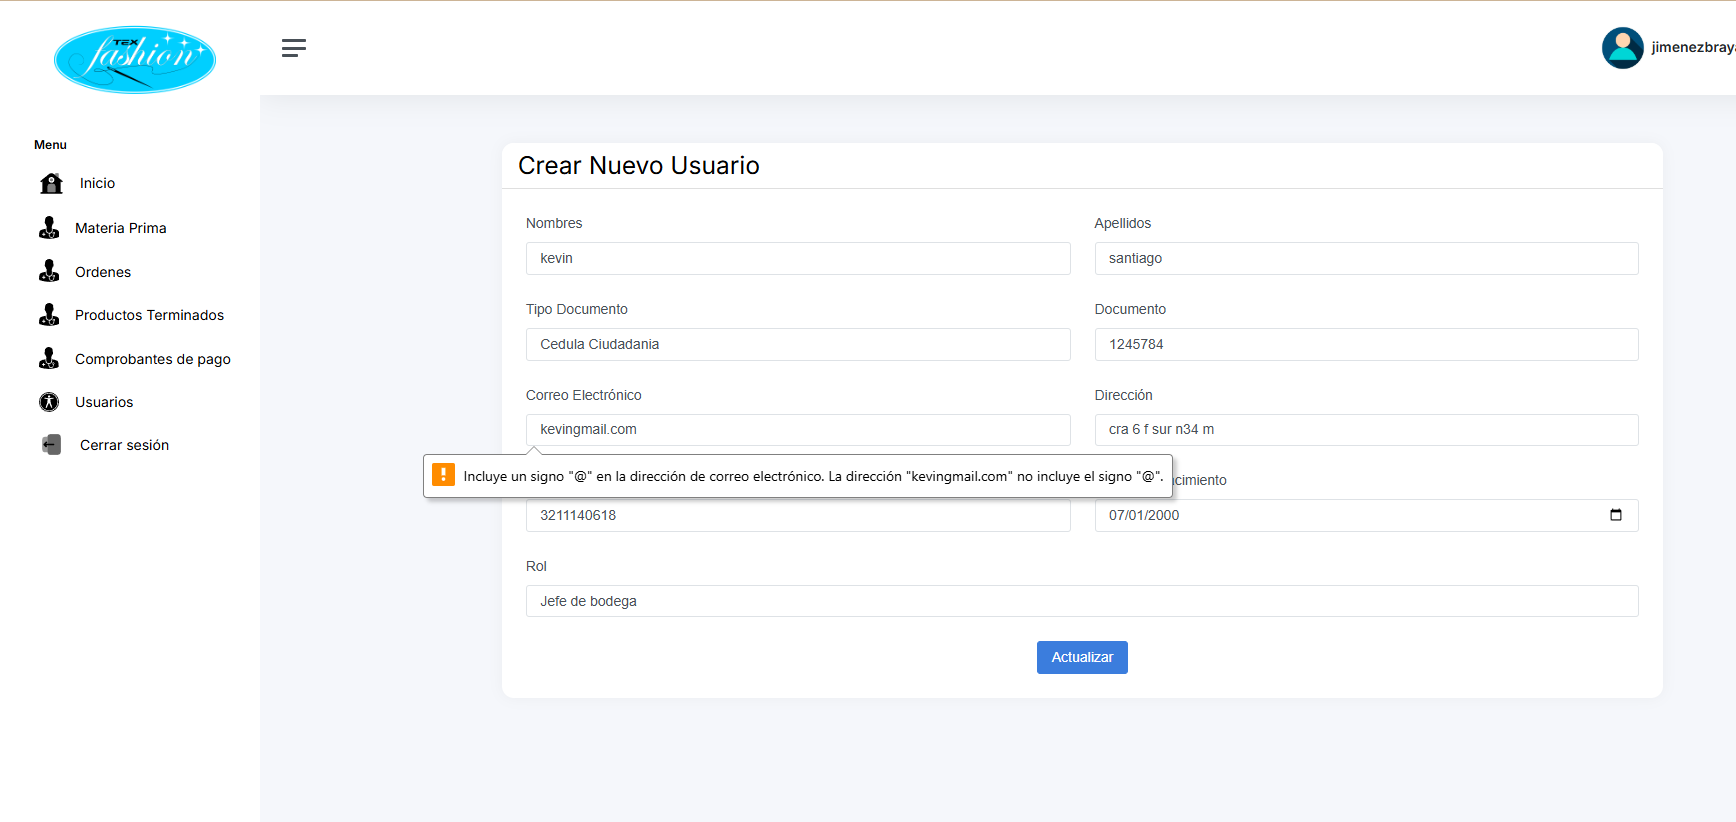 TEX
fashion
jimenezbray
Menu
Inicio
Materia Prima
Ordenes
Productos Terminados
Comprobantes de pago
Usuarios
Cerrar sesión
Crear Nuevo Usuario
Nombres
Apellidos
kevin
santiago
Tipo Documento
Documento
Cedula Ciudadania
1245784
Correo Electrónico
Dirección
kevingmail.com
cra 6 f sur n34 m
Incluye un signo "@" en la dirección de correo electrónico. La dirección "kevingmail.com" no incluye el signo "@".
cimiento
3211140618
07/01/2000
Rol
Jefe de bodega
Actualizar